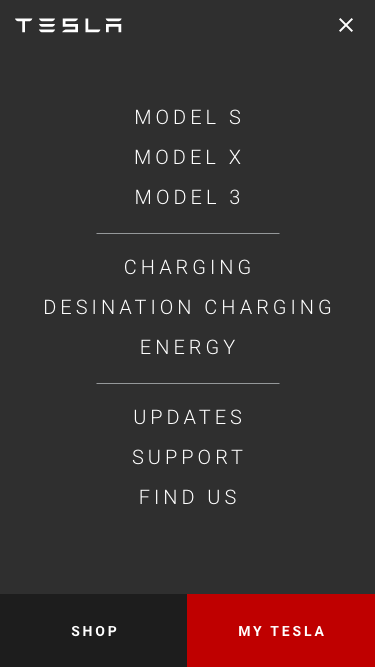 TESLA
MODEL S
MODEL X
MODEL 3
CHARGING
DESINATION CHARGING
ENERGY
UPDATES
SUPPORT
FIND US
SHOP MY TESLA